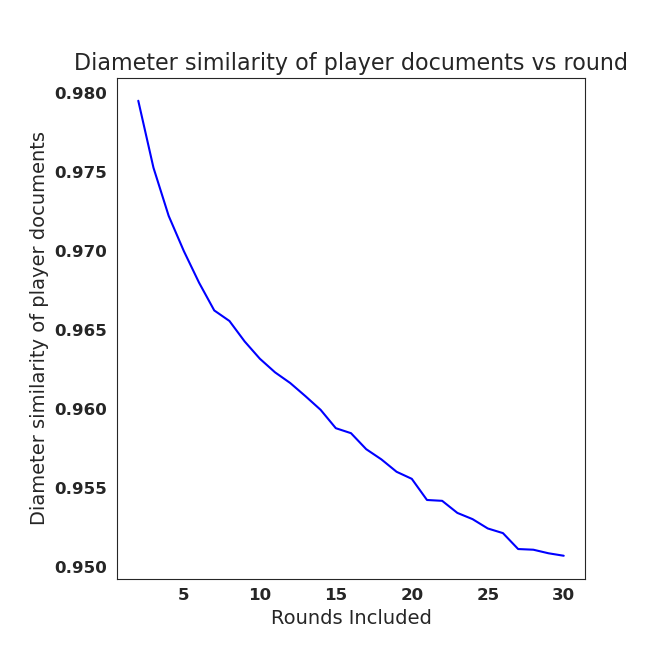 Diameter similarity of player documents vs round
Diameter similarity of player documents
0.980
0.975
0.970
0.965
0.960
0.955
0.950
5 10 15 20 25 30
Rounds Included